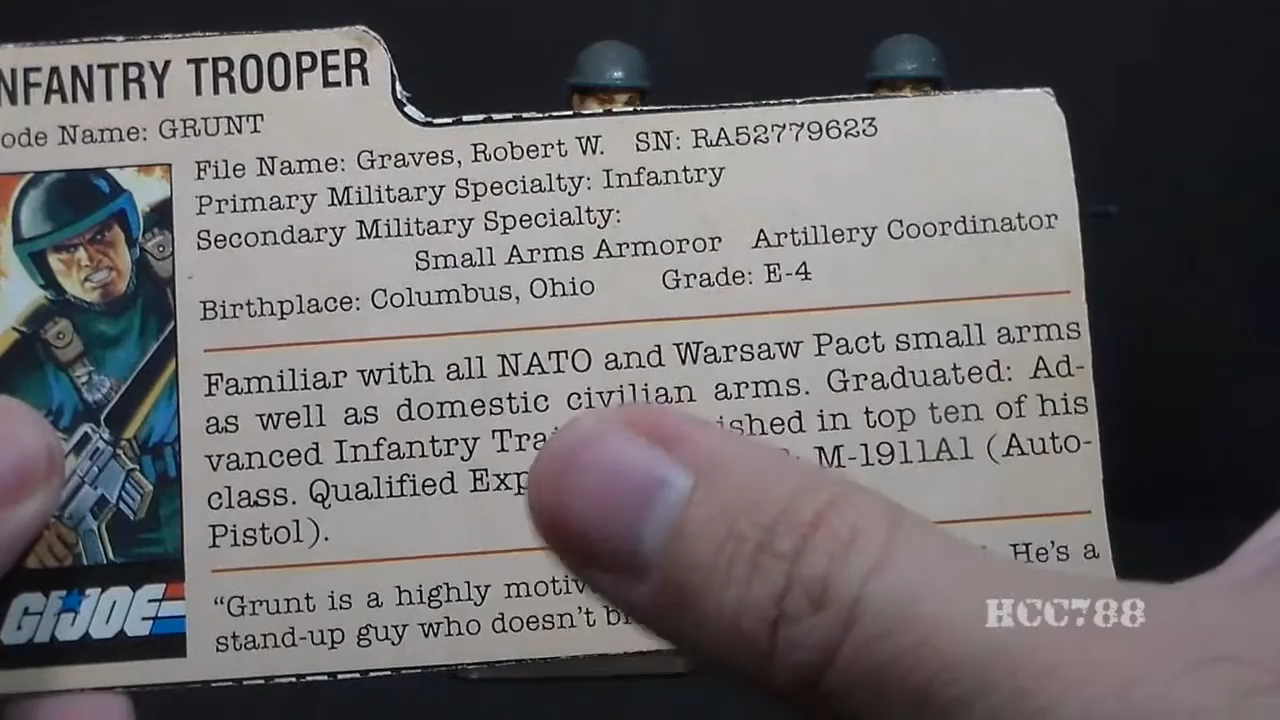 NFANTRY TROOPER
ode Name: GRUNT
File Name: Graves, Robert W. SN: RA52779623
Primary Military Specialty: Infantry
Secondary Military Specialty:
Small Arms Armoror Artillery Coordinator
Birthplace: Columbus, Ohio Grade: E-4
Familiar with all NATO and Warsaw Pact small arms
as well as domestic civilian arms. Graduated: Ad-
vanced Infantry Tra ished in top ten of his
class. Qualified Exp M-1911A1 (Auto-
Pistol).
"Grunt is a highly motiv He's a
stand-up guy who doesn't b
GI JOE
HCC788